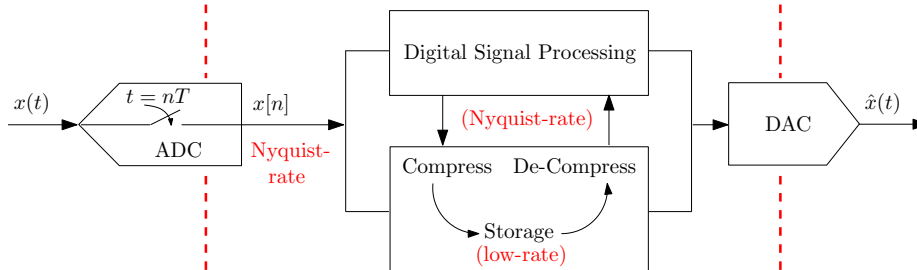 x(t)
t = nT
ADC
x[n]
Nyquist-
rate
Digital Signal Processing
(Nyquist-rate)
Compress De-Compress
Storage
(low-rate)
DAC
x̂(t)